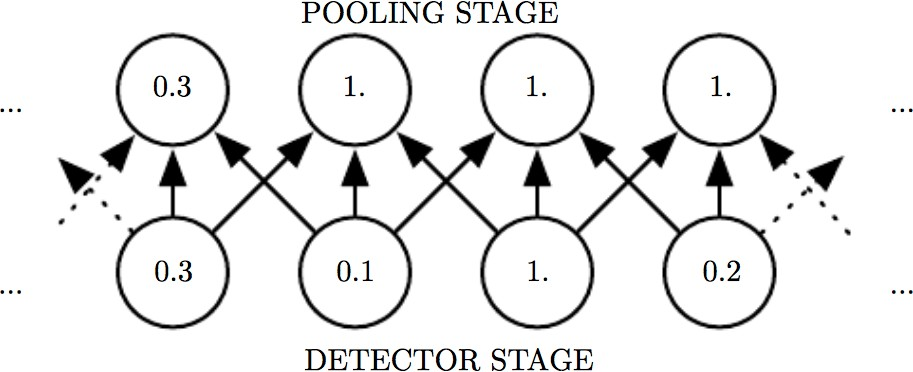 POOLING STAGE
0.3 1. 1. 1.
... ...
0.3 0.1 1. 0.2
... ...
DETECTOR STAGE